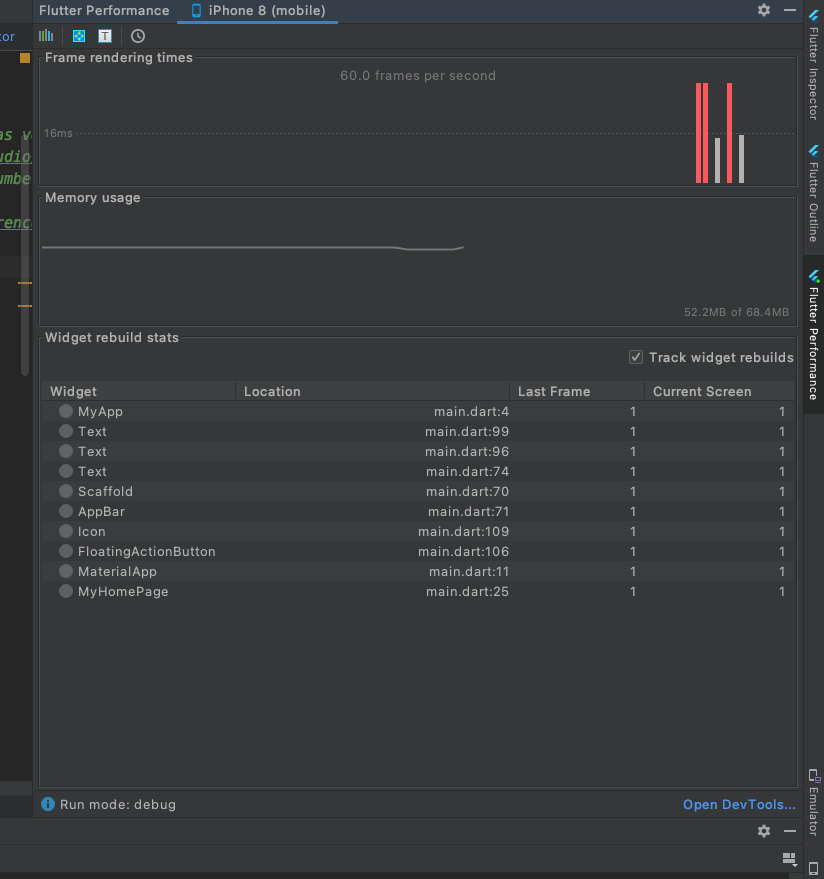 Flutter Performance iPhone 8 (mobile)
tor
Frame rendering times
60.0 frames per second
16ms
as v
udio
umbe
renc
Memory usage
52.2MB of 68.4MB
Widget rebuild stats
Track widget rebuilds
Widget Location Last Frame Current Screen
MyApp main.dart:4 1 1
Text main.dart:99 1 1
Text main.dart:96 1 1
Text main.dart:74 1 1
Scaffold main.dart:70 1 1
AppBar main.dart:71 1 1
Icon main.dart:109 1 1
FloatingActionButton main.dart:106 1 1
MaterialApp main.dart:11 1 1
MyHomePage main.dart:25 1 1
Run mode: debug Open DevTools...
Flutter Inspector
Flutter Outline
Flutter Performance
Emulator